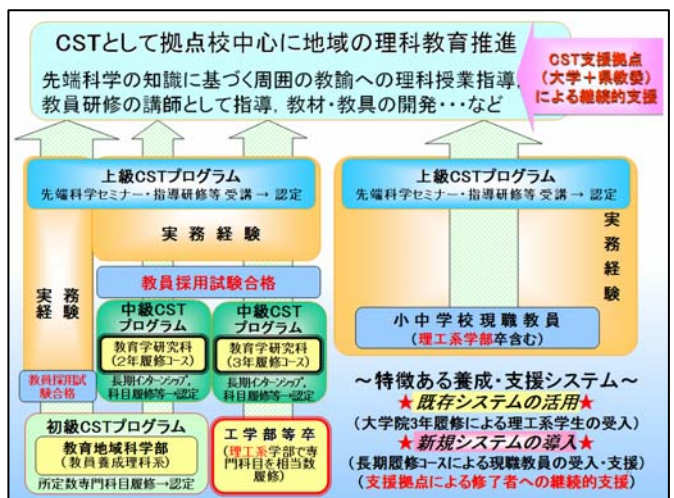 CSTとして拠点校中心に地域の理科教育推進
先端科学の知識に基づく周囲の教諭への理科授業指導,
教員研修の講師として指導, 教材・教具の開発・・・など
CST支援拠点
(大学+県教委)
による継続的支援
上級CSTプログラム
先端科学セミナー・指導研修等 受講 → 認定
実 務 経 験
実 務
経 験
教員採用試験合格
中級CST
プログラム
教育学研究科
(2年履修コース)
長期インターンシップ,
科目履修等→認定
中級CST
プログラム
教育学研究科
(3年履修コース)
長期インターンシップ,
科目履修等→認定
教員採用試
験合格
初級CSTプログラム
教育地域科学部
(教員養成理科系)
所定数専門科目履修→認定
工学部等卒
(理工系学部で専
門科目を相当数
履修)
上級CSTプログラム
先端科学セミナー・指導研修等 受講 → 認定
実
務
経
験
小中学校現職教員
(理工系学部卒含む)
~特徴ある養成・支援システム~
★既存システムの活用★
(大学院3年履修による理工系学生の受入)
★新規システムの導入★
(長期履修コースによる現職教員の受入・支援)
(支援拠点による修了者への継続的支援)